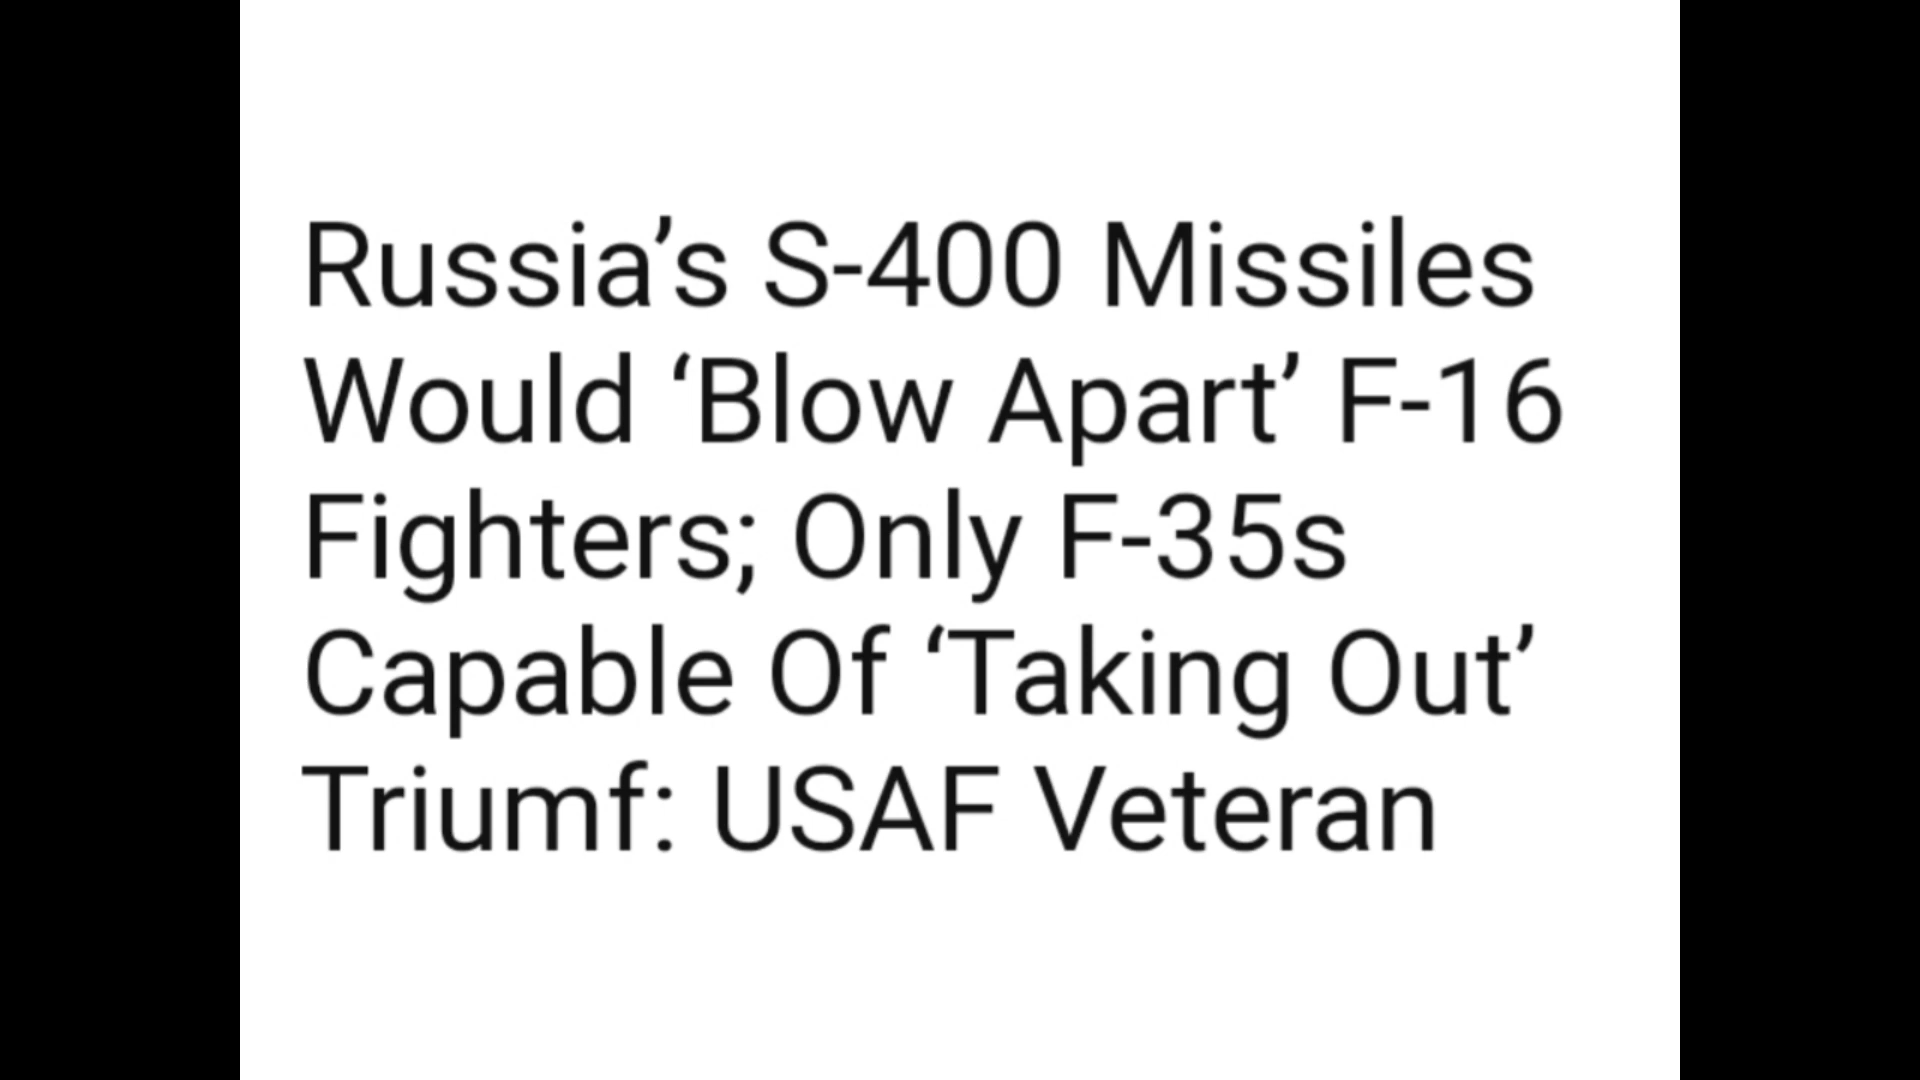 Russia’s S-400 Missiles
Would ‘Blow Apart’ F-16
Fighters; Only F-35s
Capable Of ‘Taking Out’
Triumf: USAF Veteran